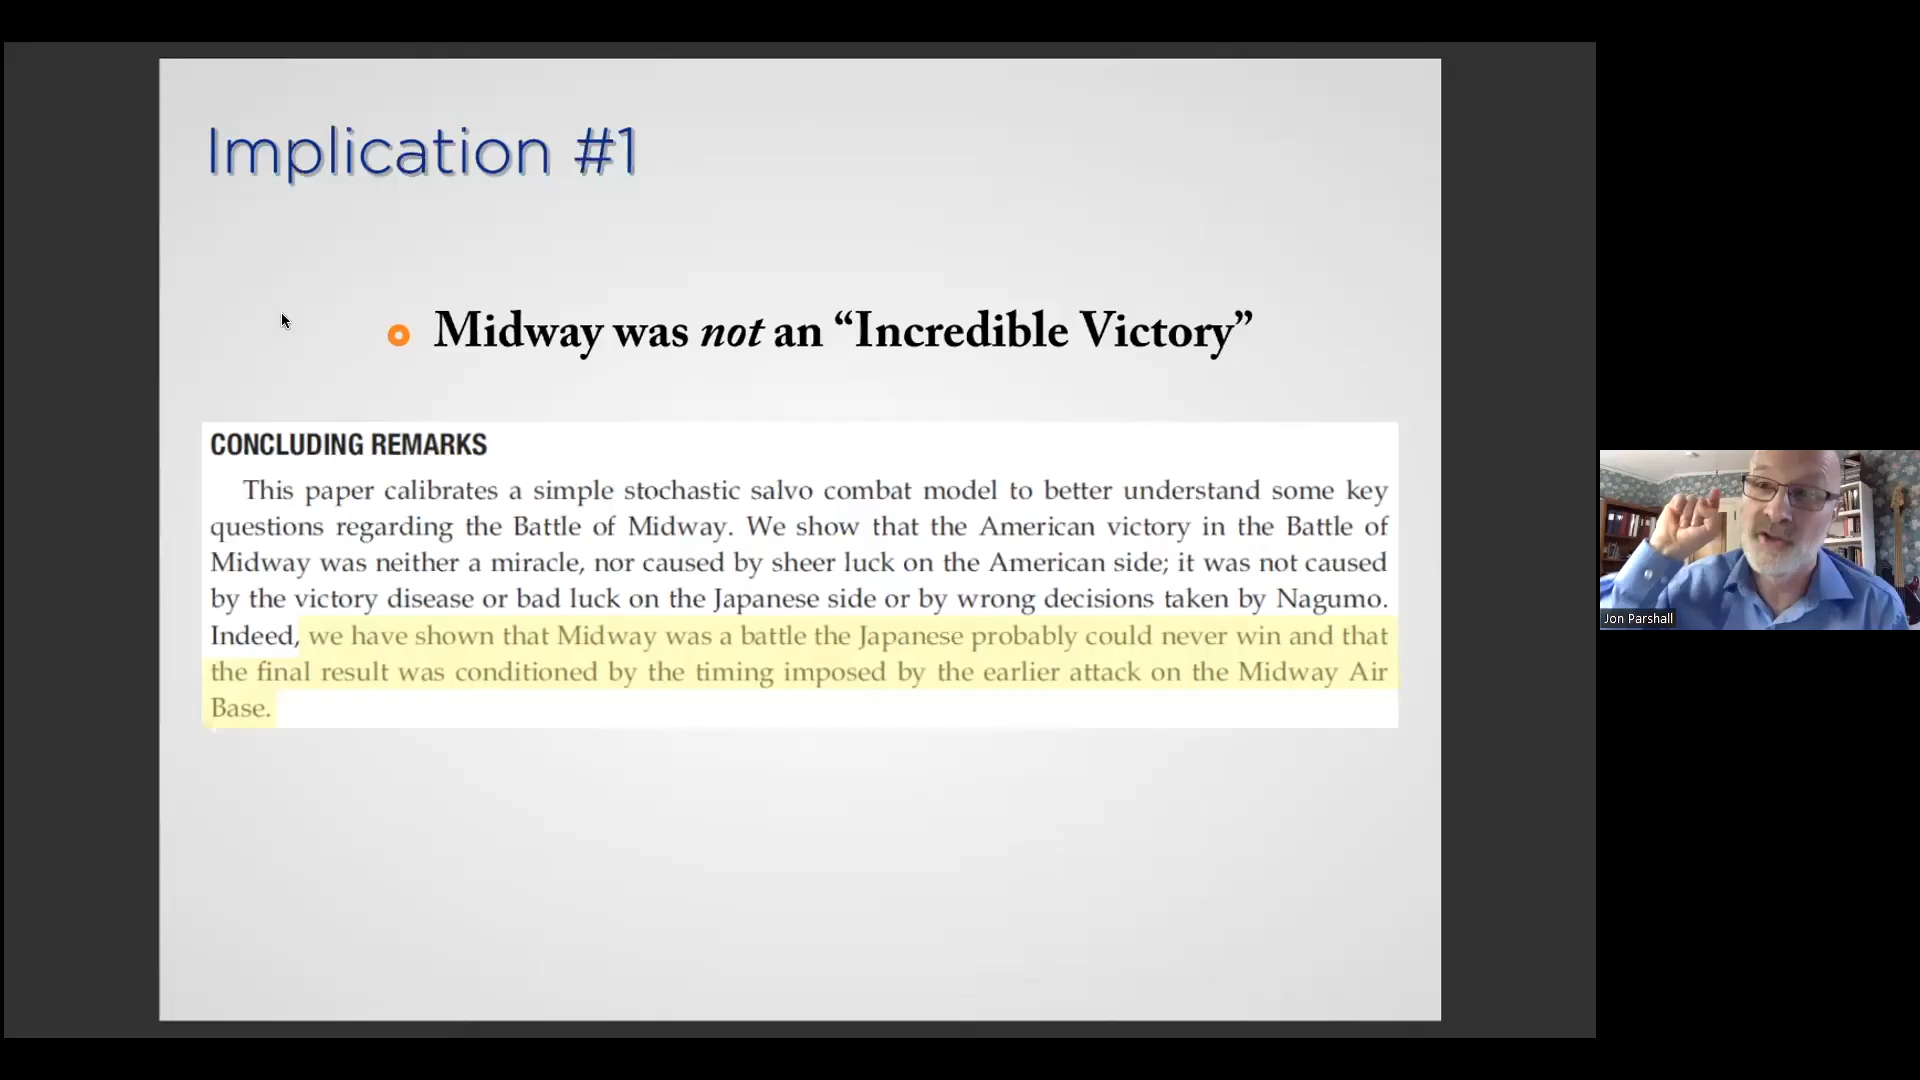 Implication #1
Midway was not an “Incredible Victory”
CONCLUDING REMARKS
This paper calibrates a simple stochastic salvo combat model to better understand some key
questions regarding the Battle of Midway. We show that the American victory in the Battle of
Midway was neither a miracle, nor caused by sheer luck on the American side; it was not caused
by the victory disease or bad luck on the Japanese side or by wrong decisions taken by Nagumo.
Indeed, we have shown that Midway was a battle the Japanese probably could never win and that
the final result was conditioned by the timing imposed by the earlier attack on the Midway Air
Base.
Jon Parshall